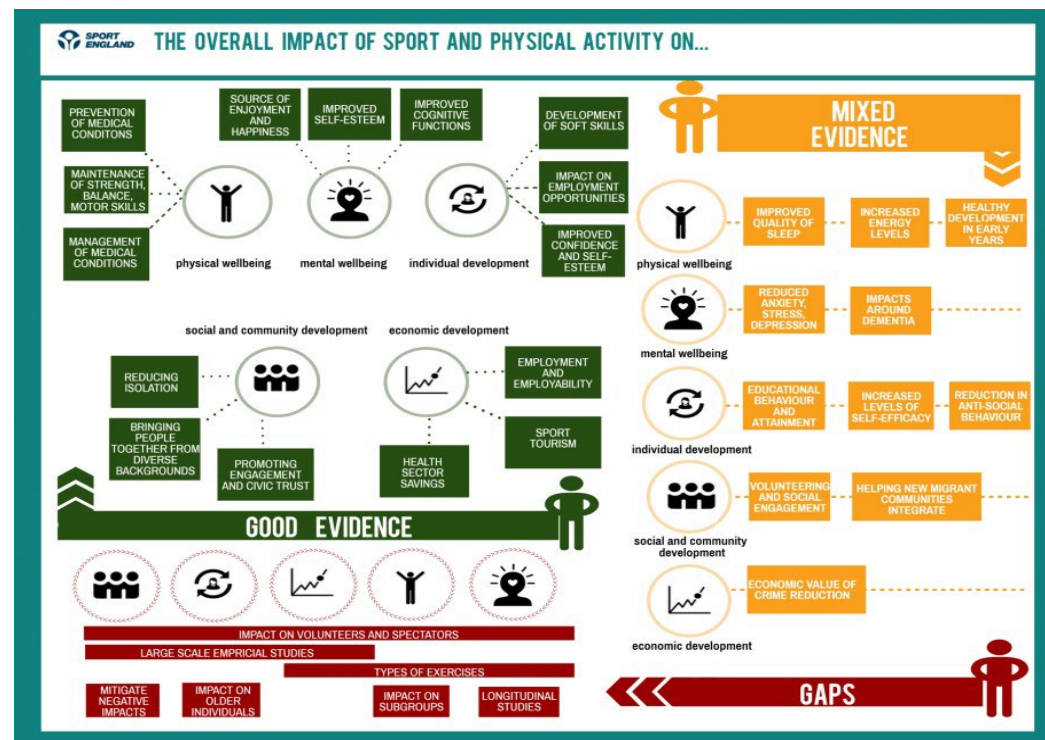 SPORT
ENGLAND
THE OVERALL IMPACT OF SPORT AND PHYSICAL ACTIVITY ON...
PREVENTION
OF MEDICAL
CONDITONS
MAINTENANCE
OF STRENGTH,
BALANCE,
MOTOR SKILLS
MANAGEMENT
OF MEDICAL
CONDITIONS
physical wellbeing
SOURCE OF
ENJOYMENT
AND
HAPPINESS
IMPROVED
SELF-ESTEEM
IMPROVED
COGNITIVE
FUNCTIONS
mental wellbeing
DEVELOPMENT
OF SOFT SKILLS
IMPACT ON
EMPLOYMENT
OPPORTUNITIES
IMPROVED
CONFIDENCE
AND SELF-
ESTEEM
individual development
social and community development
REDUCING
ISOLATION
BRINGING
PEOPLE
TOGETHER FROM
DIVERSE
BACKGROUNDS
PROMOTING
ENGAGEMENT
AND CIVIC TRUST
economic development
EMPLOYMENT
AND
EMPLOYABILITY
SPORT
TOURISM
HEALTH
SECTOR
SAVINGS
GOOD EVIDENCE
MIXED
EVIDENCE
physical wellbeing
IMPROVED
QUALITY OF
SLEEP
INCREASED
ENERGY
LEVELS
HEALTHY
DEVELOPMENT
IN EARLY
YEARS
mental wellbeing
REDUCED
ANXIETY,
STRESS,
DEPRESSION
IMPACTS
AROUND
DEMENTIA
individual development
EDUCATIONAL
BEHAVIOUR
AND
ATTAINMENT
INCREASED
LEVELS OF
SELF-EFFICACY
REDUCTION IN
ANTI-SOCIAL
BEHAVIOUR
social and community
development
VOLUNTEERING
AND SOCIAL
ENGAGEMENT
HELPING NEW MIGRANT
COMMUNITIES
INTEGRATE
economic development
ECONOMIC VALUE OF
CRIME REDUCTION
IMPACT ON VOLUNTEERS AND SPECTATORS
LARGE SCALE EMPRICIAL STUDIES
TYPES OF EXERCISES
MITIGATE
NEGATIVE
IMPACTS
IMPACT ON
OLDER
INDIVIDUALS
IMPACT ON
SUBGROUPS
LONGITUDINAL
STUDIES
GAPS